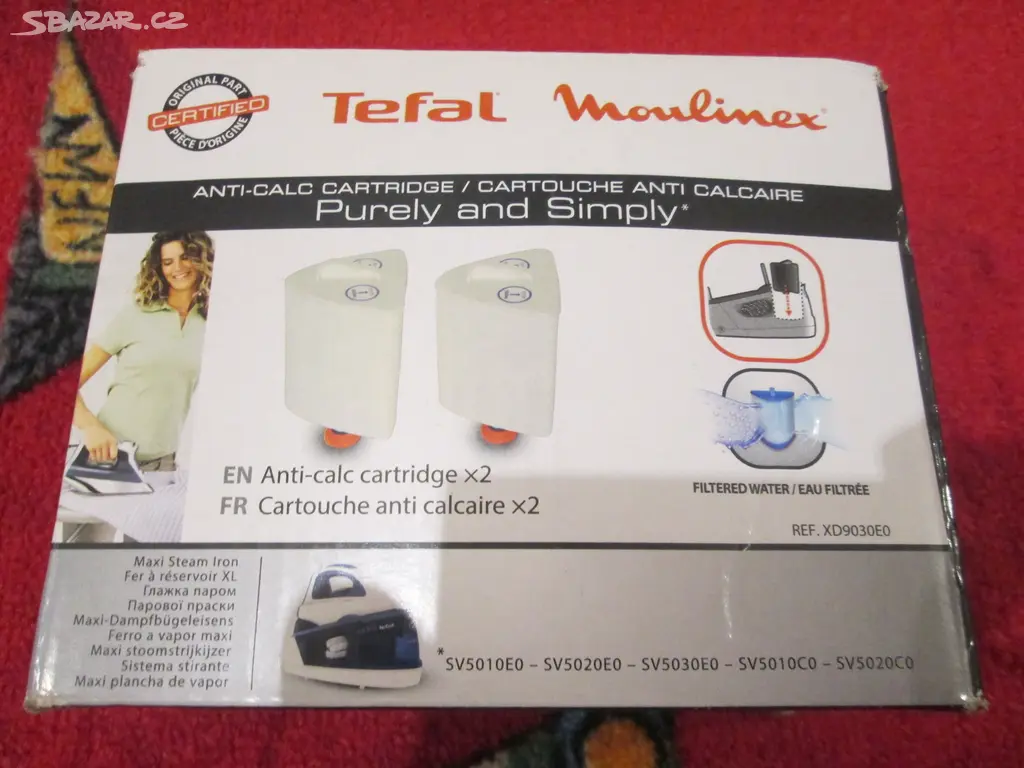 SBAZAR.CZ
ORIGINAL PART
CERTIFIED
PIÈCE D'ORIGINE
Tefal
Moulinex
ANTI-CALC CARTRIDGE / CARTOUCHE ANTI CALCAIRE
Purely and Simply*
EN Anti-calc cartridge ×2
FR Cartouche anti calcaire ×2
FILTERED WATER / EAU FILTRÉE
REF. XD9030E0
Maxi Steam Iron
Fer à réservoir XL
Глажка паром
Парової праски
Maxi-Dampfbügeleisens
Ferro a vapor maxi
Maxi stoomstrijkijzer
Sistema stirante
Maxi plancha de vapor
*SV5010E0 – SV5020E0 – SV5030E0 – SV5010C0 – SV5020C0